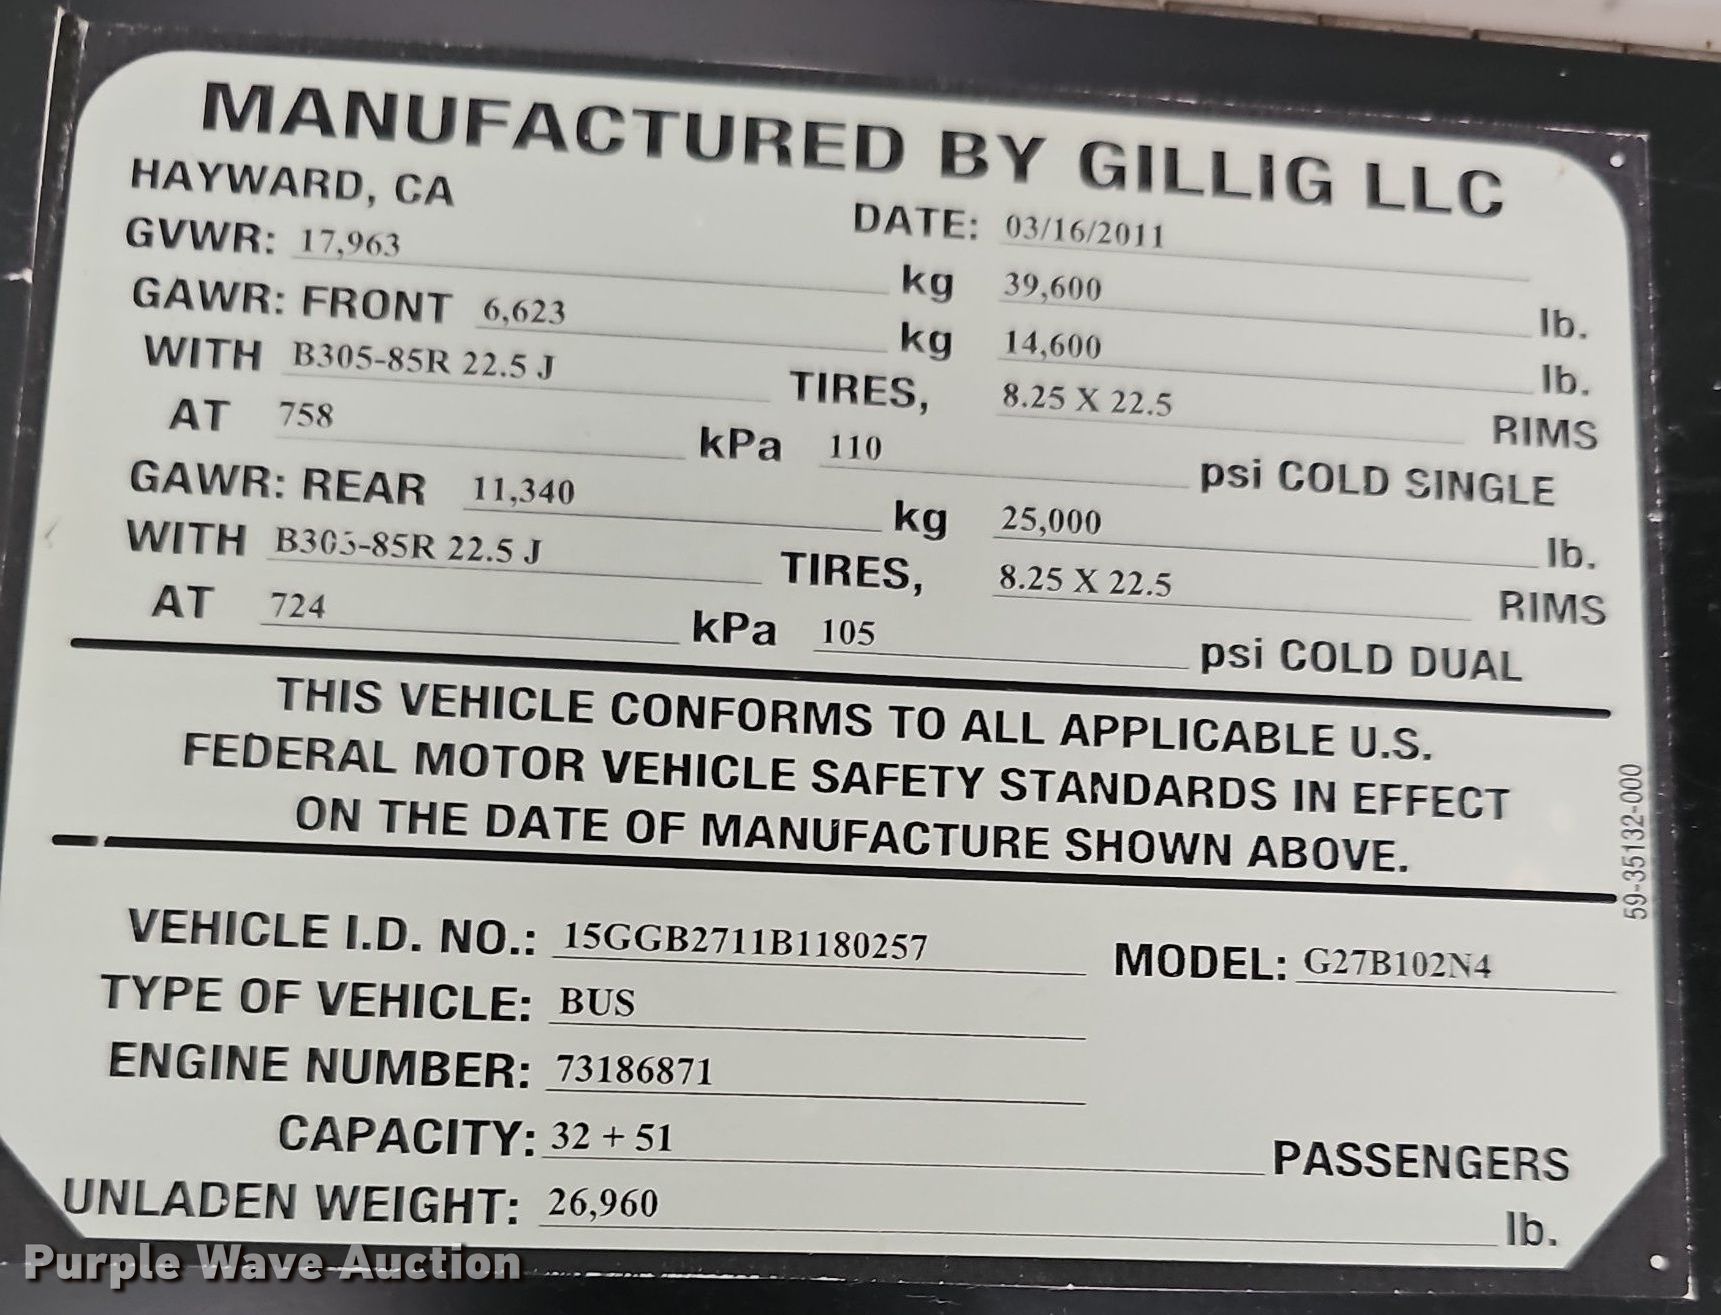 MANUFACTURED BY GILLIG LLC
HAYWARD, CA DATE: 03/16/2011
GVWR: 17,963 kg 39,600 lb.
GAWR: FRONT 6,623 kg 14,600 lb.
WITH B305-85R 22.5 J TIRES, 8.25 X 22.5 RIMS
AT 758 kPa 110 psi COLD SINGLE
GAWR: REAR 11,340 kg 25,000 lb.
WITH B305-85R 22.5 J TIRES, 8.25 X 22.5 RIMS
AT 724 kPa 105 psi COLD DUAL
THIS VEHICLE CONFORMS TO ALL APPLICABLE U.S.
FEDERAL MOTOR VEHICLE SAFETY STANDARDS IN EFFECT
ON THE DATE OF MANUFACTURE SHOWN ABOVE.
59-35132-000
VEHICLE I.D. NO.: 15GGB2711B1180257 MODEL: G27B102N4
TYPE OF VEHICLE: BUS
ENGINE NUMBER: 73186871
CAPACITY: 32 + 51 PASSENGERS
UNLADEN WEIGHT: 26,960 lb.
Purple Wave Auction